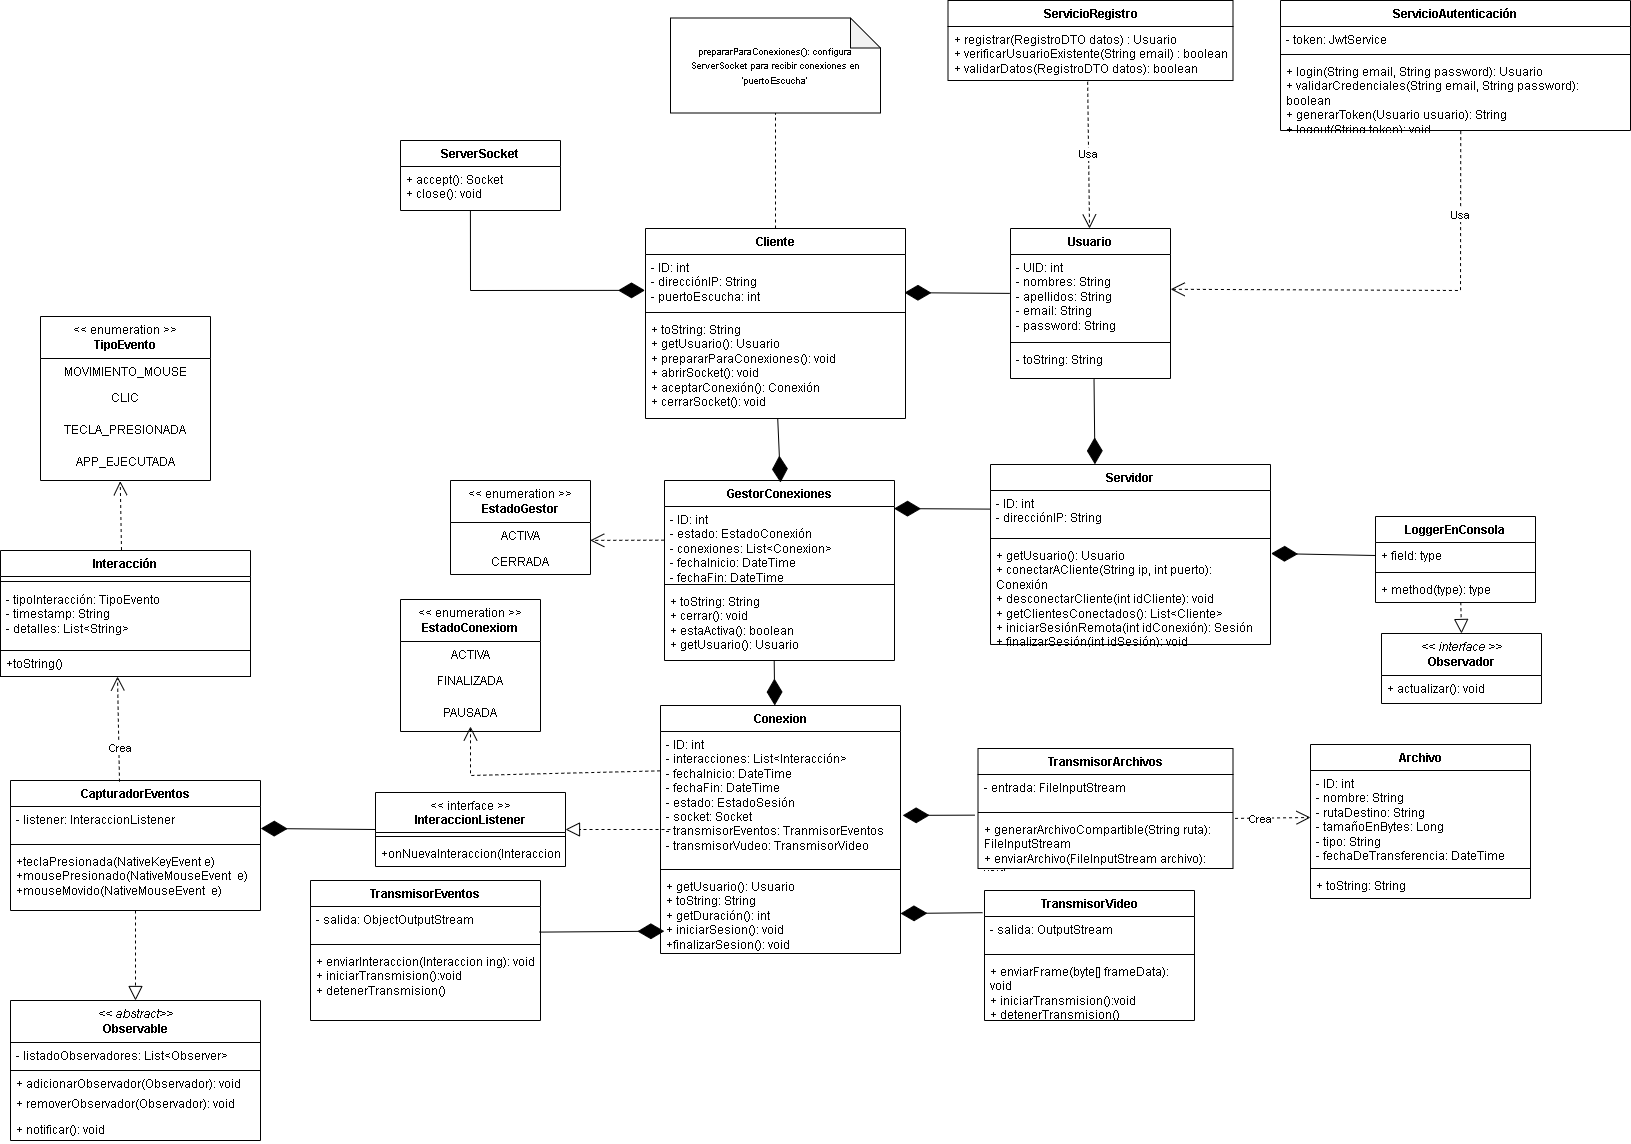 prepararParaConexiones(): configura
ServerSocket para recibir conexiones en
'puertoEscucha'
ServicioRegistro
+ registrar(RegistroDTO datos) : Usuario
+ verificarUsuarioExistente(String email) : boolean
+ validarDatos(RegistroDTO datos): boolean
ServicioAutenticación
- token: JwtService
+ login(String email, String password): Usuario
+ validarCredenciales(String email, String password):
boolean
+ generarToken(Usuario usuario): String
+ logout(String token): void
Usa
Usa
ServerSocket
+ accept(): Socket
+ close(): void
Cliente
- ID: int
- direcciónIP: String
- puertoEscucha: int
+ toString: String
+ getUsuario(): Usuario
+ prepararParaConexiones(): void
+ abrirSocket(): void
+ aceptarConexión(): Conexión
+ cerrarSocket(): void
Usuario
- UID: int
- nombres: String
- apellidos: String
- email: String
- password: String
- toString: String
<< enumeration >>
TipoEvento
MOVIMIENTO_MOUSE
CLIC
TECLA_PRESIONADA
APP_EJECUTADA
<< enumeration >>
EstadoGestor
ACTIVA
CERRADA
GestorConexiones
- ID: int
- estado: EstadoConexión
- conexiones: List<Conexion>
- fechaInicio: DateTime
- fechaFin: DateTime
+ toString: String
+ cerrar(): void
+ estaActiva(): boolean
+ getUsuario(): Usuario
Servidor
- ID: int
- direcciónIP: String
+ getUsuario(): Usuario
+ conectarACliente(String ip, int puerto):
Conexión
+ desconectarCliente(int idCliente): void
+ getClientesConectados(): List<Cliente>
+ iniciarSesiónRemota(int idConexión): Sesión
+ finalizarSesión(int idSesión): void
LoggerEnConsola
+ field: type
+ method(type): type
<< interface >>
Observador
+ actualizar(): void
Interacción
- tipoInteracción: TipoEvento
- timestamp: String
- detalles: List<String>
+toString()
<< enumeration >>
EstadoConexiom
ACTIVA
FINALIZADA
PAUSADA
Crea
Conexion
- ID: int
- interacciones: List<Interacción>
- fechaInicio: DateTime
- fechaFin: DateTime
- estado: EstadoSesión
- socket: Socket
- transmisorEventos: TranmisorEventos
- transmisorVudeo: TransmisorVideo
+ getUsuario(): Usuario
+ toString: String
+ getDuración(): int
+ iniciarSesion(): void
+finalizarSesion(): void
TransmisorArchivos
- entrada: FileInputStream
+ generarArchivoCompartible(String ruta):
FileInputStream
+ enviarArchivo(FileInputStream archivo):
void
Crea
Archivo
- ID: int
- nombre: String
- rutaDestino: String
- tamañoEnBytes: Long
- tipo: String
- fechaDeTransferencia: DateTime
+ toString: String
CapturadorEventos
- listener: InteraccionListener
+teclaPresionada(NativeKeyEvent e)
+mousePresionado(NativeMouseEvent e)
+mouseMovido(NativeMouseEvent e)
<< interface >>
InteraccionListener
+onNuevaInteraccion(Interaccion
TransmisorEventos
- salida: ObjectOutputStream
+ enviarInteraccion(Interaccion ing): void
+ iniciarTransmision():void
+ detenerTransmision()
TransmisorVideo
- salida: OutputStream
+ enviarFrame(byte[] frameData):
void
+ iniciarTransmision():void
+ detenerTransmision()
<< abstract>>
Observable
- listadoObservadores: List<Observer>
+ adicionarObservador(Observador): void
+ removerObservador(Observador): void
+ notificar(): void